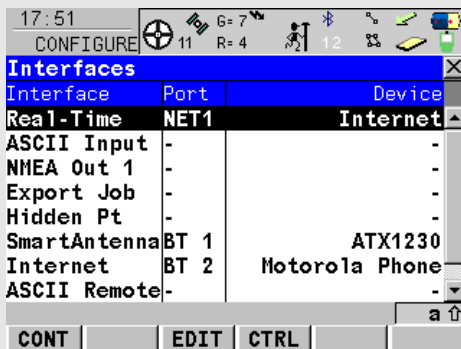 17:51
CONFIGURE
11
G= 7
R= 4
12
Interfaces
Interface Port Device
Real-Time NET1 Internet
ASCII Input - -
NMEA Out 1 - -
Export Job - -
Hidden Pt - -
SmartAntenna BT 1 ATX1230
Internet BT 2 Motorola Phone
ASCII Remote - -
a
CONT EDIT CTRL